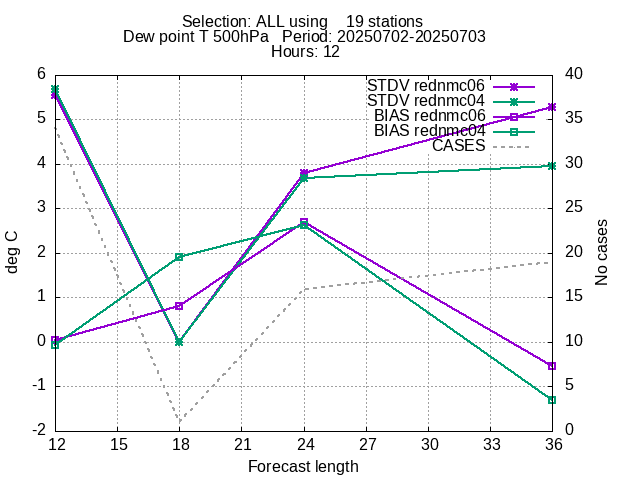 Selection: ALL using    19 stations
Dew point T 500hPa   Period: 20250702-20250703
Hours: 12
STDV rednmc06
STDV rednmc04
BIAS rednmc06
BIAS rednmc04
CASES
6
5
4
3
2
1
0
-1
-2
deg C
40
35
30
25
20
15
10
5
0
No cases
12 15 18 21 24 27 30 33 36
Forecast length